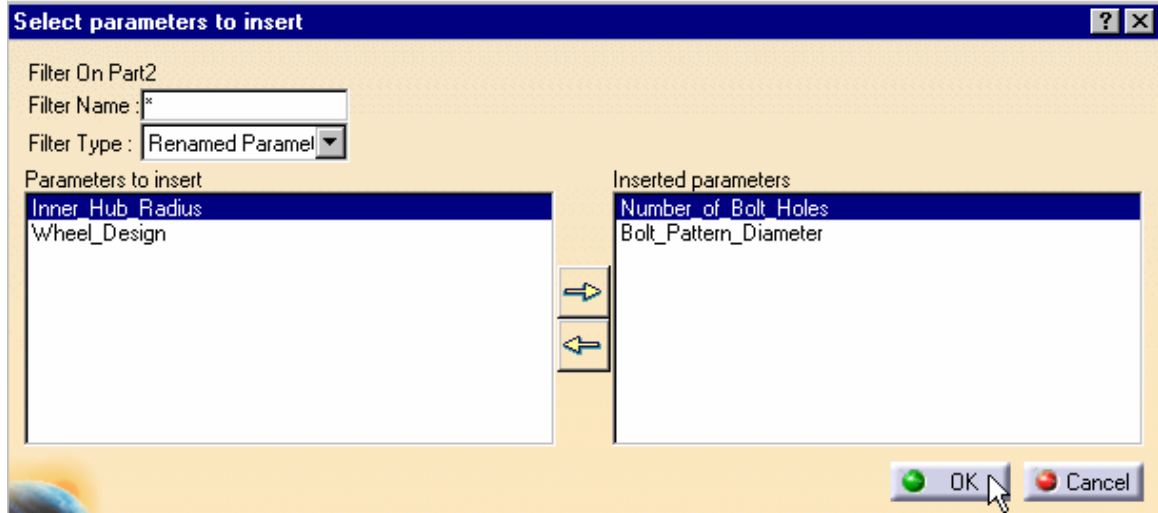 Select parameters to insert
Filter On Part2
Filter Name : *
Filter Type : Renamed Paramet
Parameters to insert
Inner_Hub_Radius
Wheel_Design
Inserted parameters
Number_of_Bolt_Holes
Bolt_Pattern_Diameter
OK
Cancel